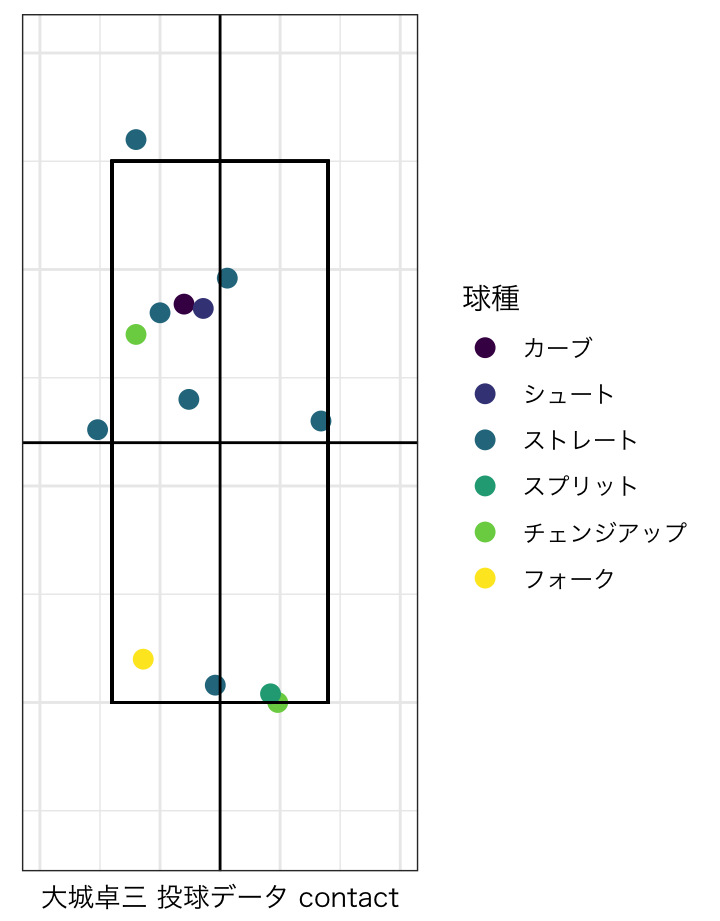 球種
カーブ
シュート
ストレート
スプリット
チェンジアップ
フォーク
大城卓三 投球データ contact